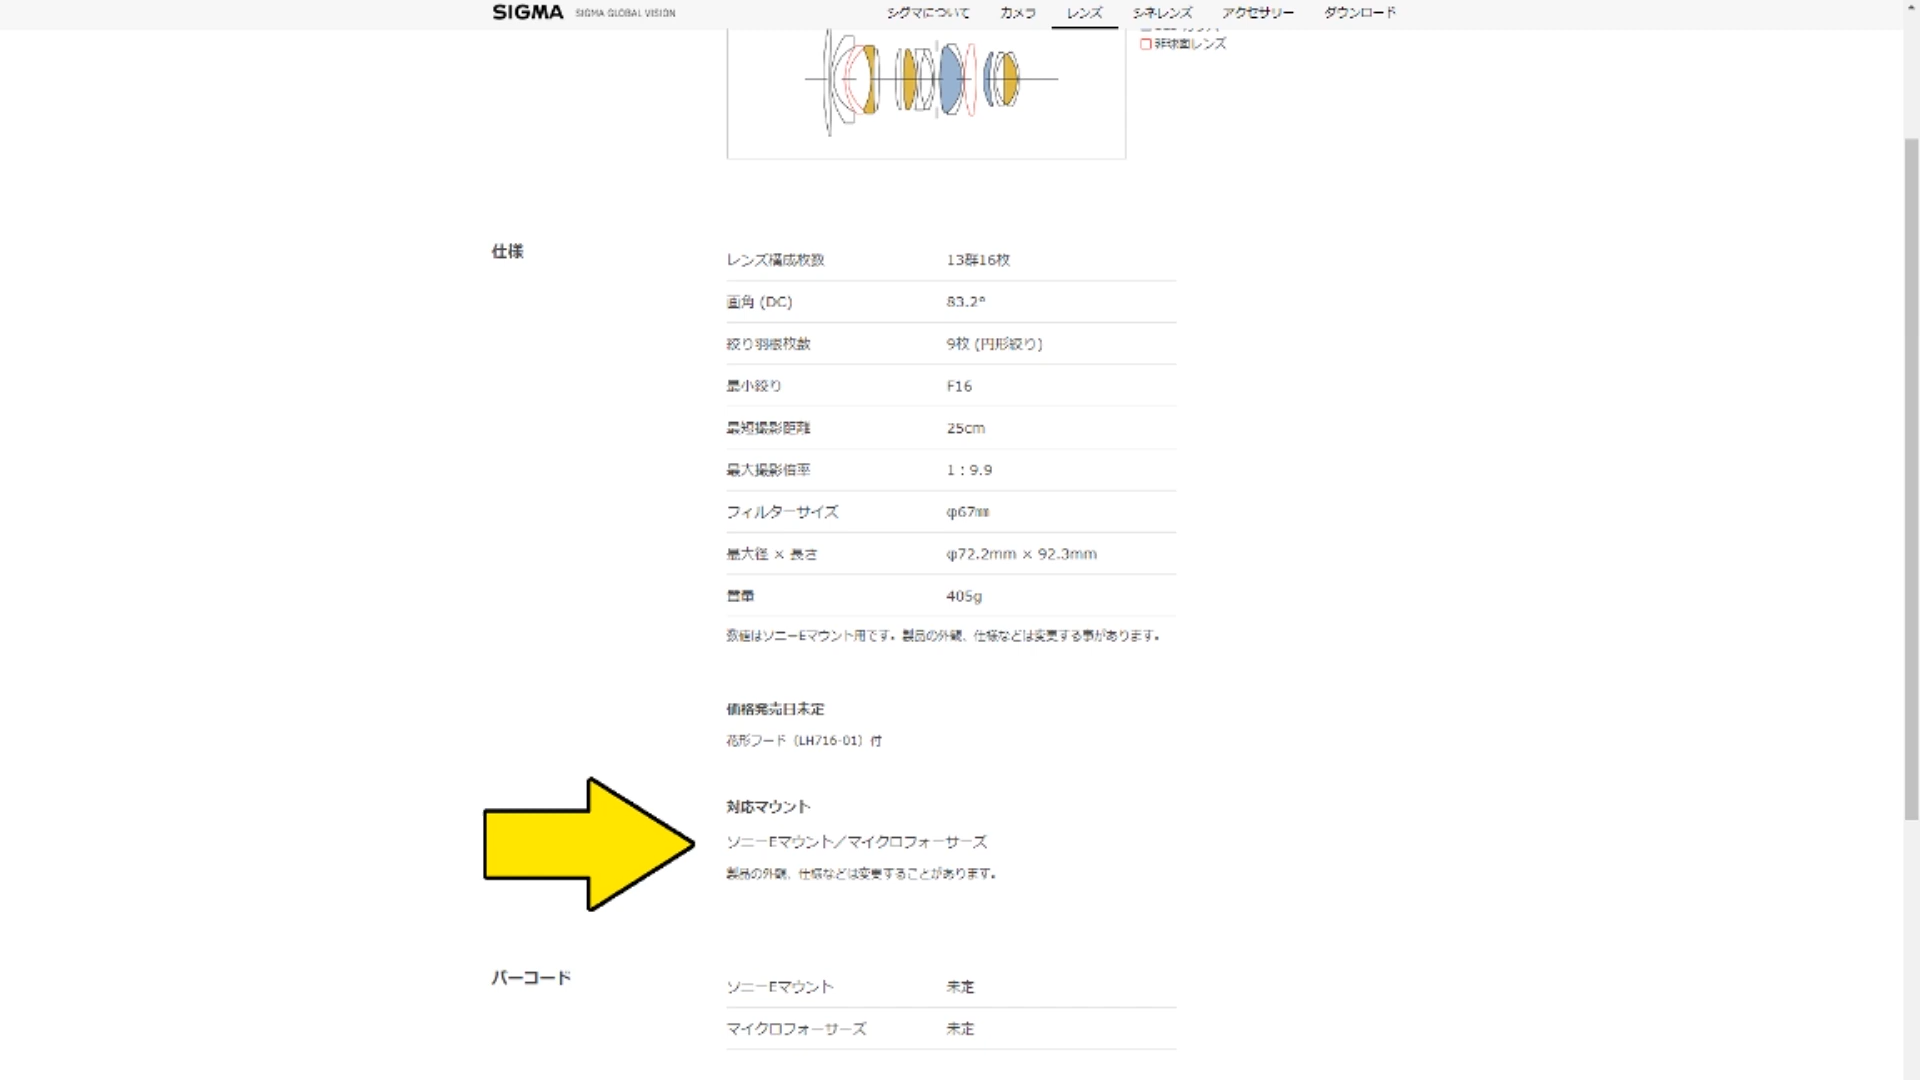 SIGMA SIGMA GLOBAL VISION シグマについて カメラ レンズ シネレンズ アクセサリー ダウンロード
非球面レンズ
仕様
レンズ構成枚数 13群16枚
画角 (DC) 83.2°
絞り羽根枚数 9枚 (円形絞り)
最小絞り F16
最短撮影距離 25cm
最大撮影倍率 1 : 9.9
フィルターサイズ φ67mm
最大径 × 長さ φ72.2mm × 92.3mm
質量 405g
数値はソニーEマウント用です。製品の外観、仕様などは変更する事があります。
価格発売日未定
花形フード（LH716-01）付
対応マウント
ソニーEマウント／マイクロフォーサーズ
製品の外観、仕様などは変更することがあります。
バーコード
ソニーEマウント 未定
マイクロフォーサーズ 未定